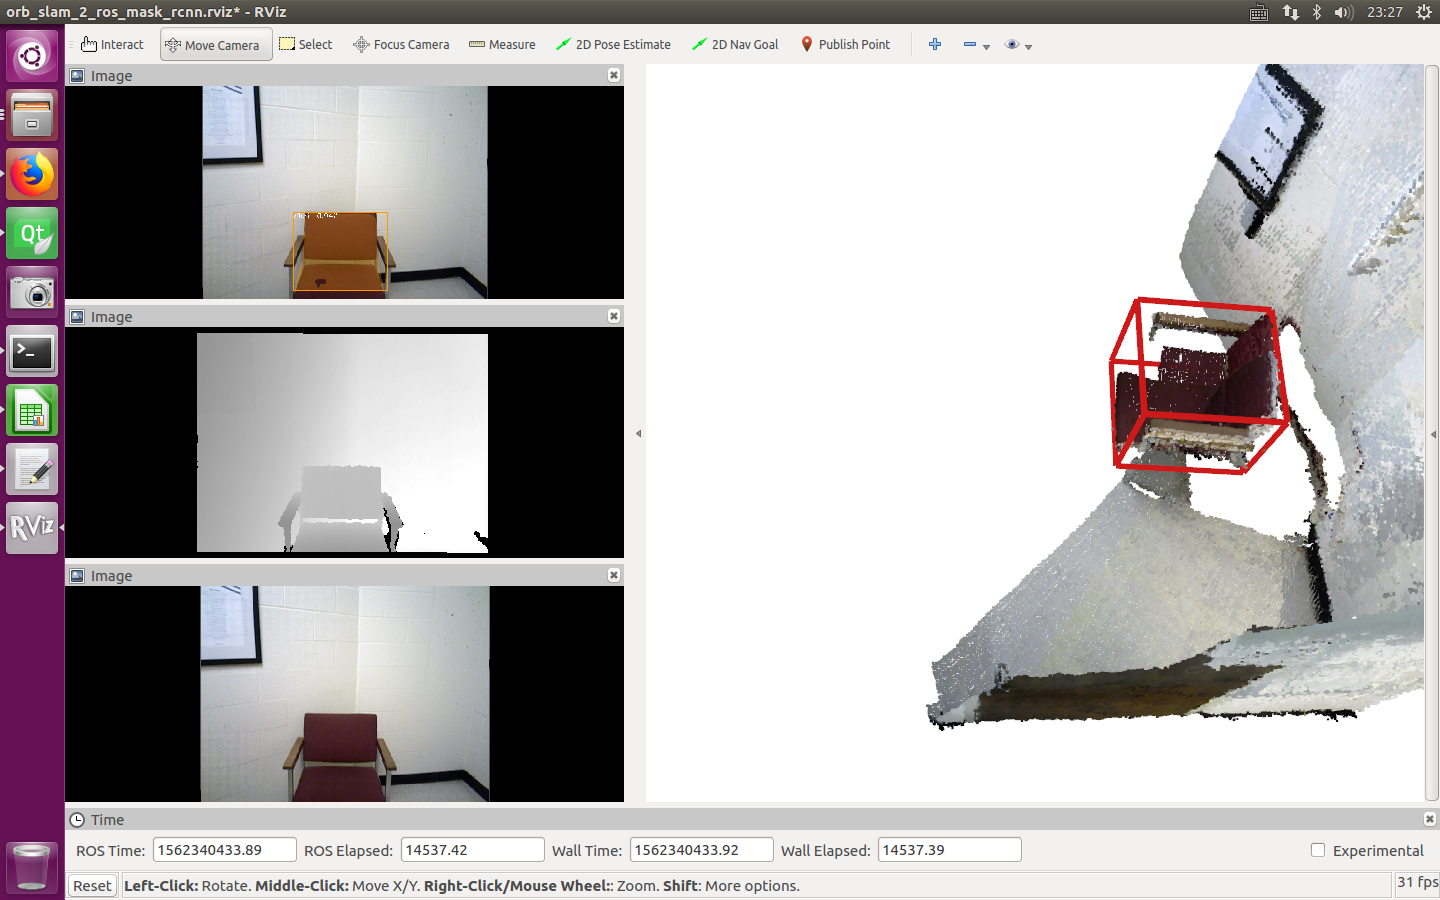 orb_slam_2_ros_mask_rcnn.rviz* - RViz
23:27
Interact
Move Camera
Select
Focus Camera
Measure
2D Pose Estimate
2D Nav Goal
Publish Point
Image
Image
Image
Qt
RViz
Time
ROS Time: 1562340433.89 ROS Elapsed: 14537.42 Wall Time: 1562340433.92 Wall Elapsed: 14537.39 Experimental
Reset Left-Click: Rotate. Middle-Click: Move X/Y. Right-Click/Mouse Wheel:: Zoom. Shift: More options. 31 fps